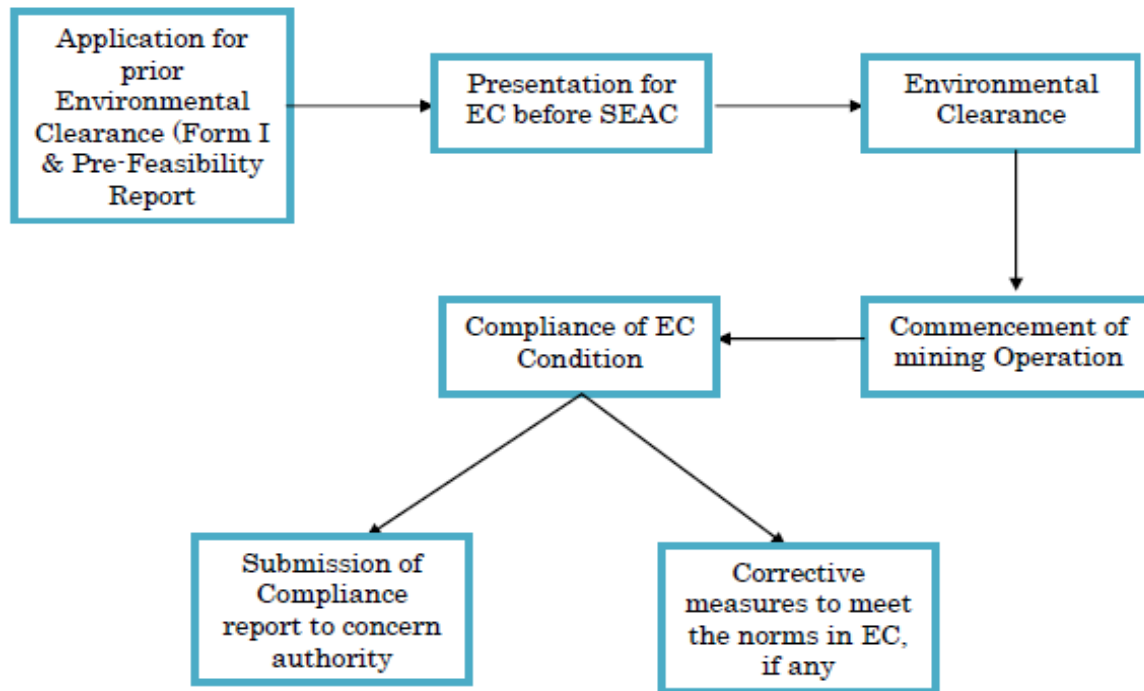 Application for
prior
Environmental
Clearance (Form I
& Pre-Feasibility
Report
Presentation for
EC before SEAC
Environmental
Clearance
Commencement of
mining Operation
Compliance of EC
Condition
Submission of
Compliance
report to concern
authority
Corrective
measures to meet
the norms in EC,
if any